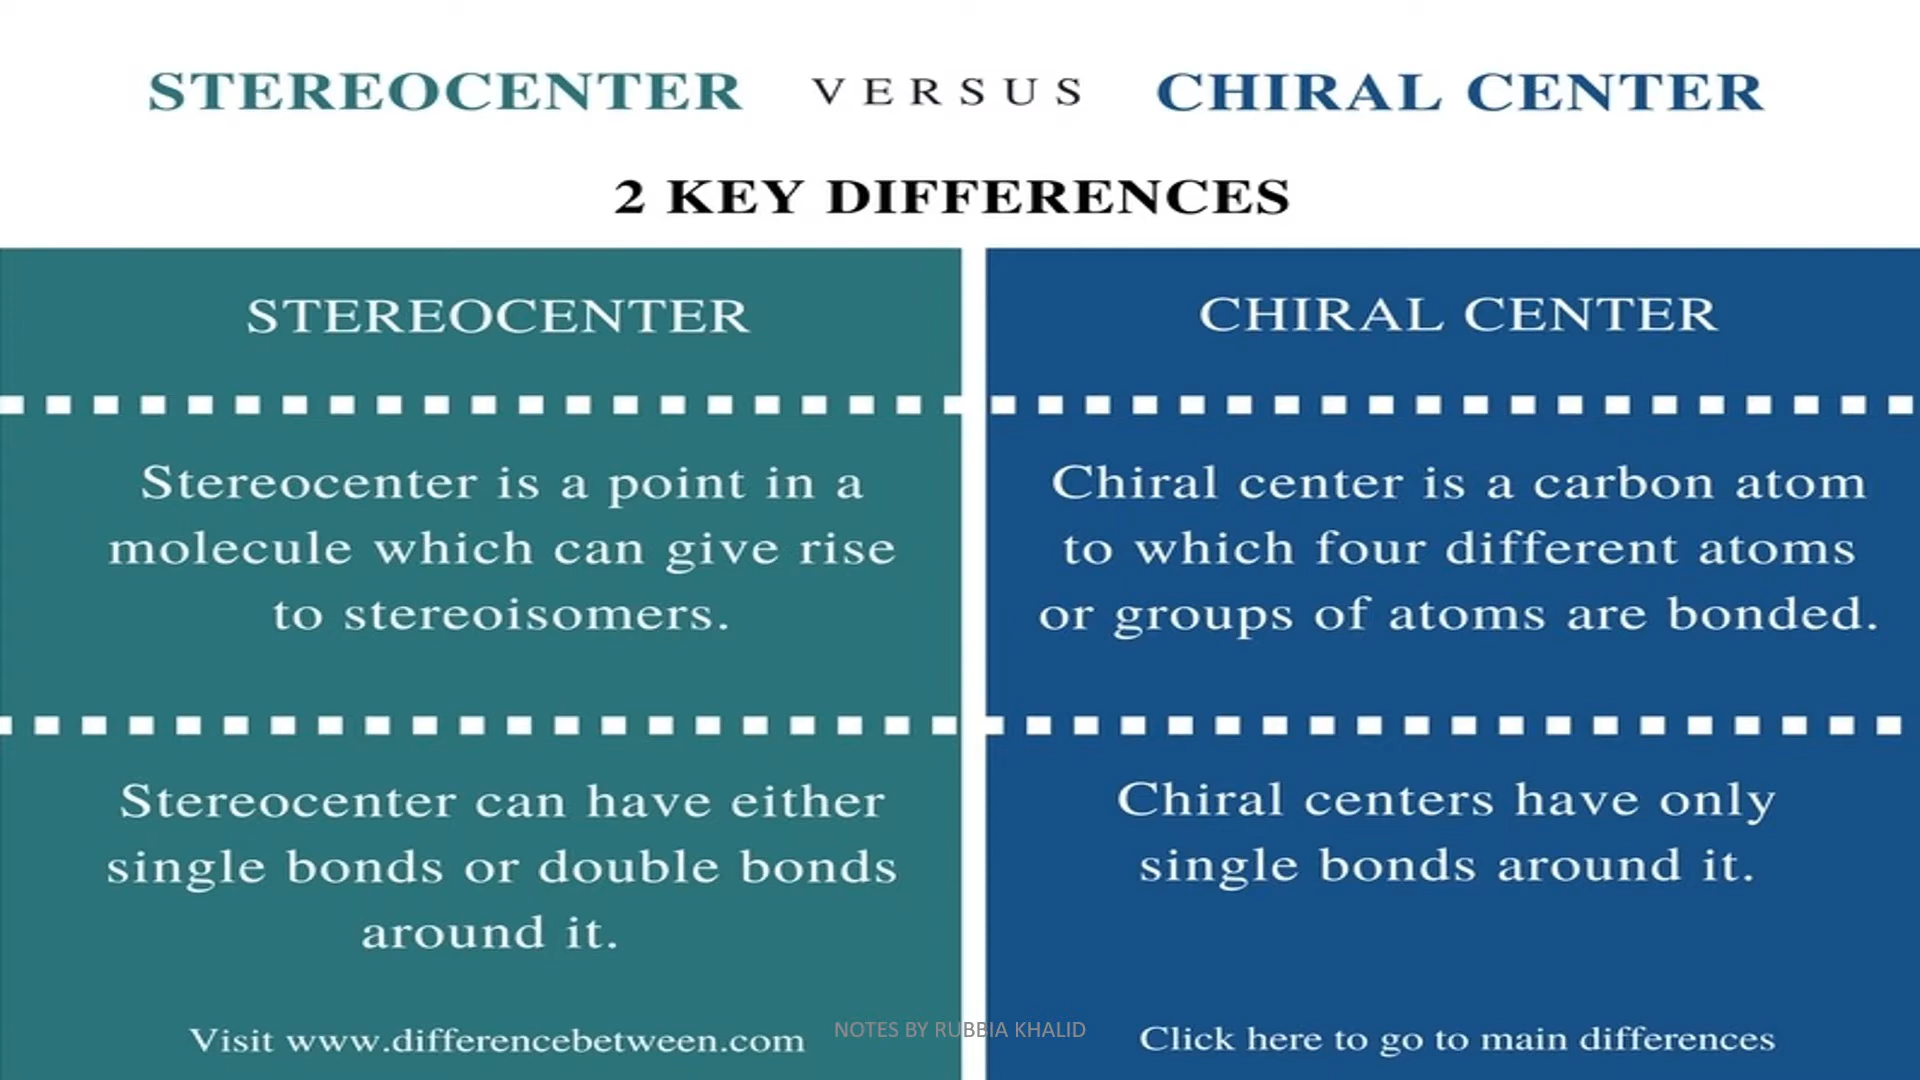 STEREOCENTER VERSUS CHIRAL CENTER
2 KEY DIFFERENCES
STEREOCENTER
Stereocenter is a point in a
molecule which can give rise
to stereoisomers.
Stereocenter can have either
single bonds or double bonds
around it.
Visit www.differencebetween.com
CHIRAL CENTER
Chiral center is a carbon atom
to which four different atoms
or groups of atoms are bonded.
Chiral centers have only
single bonds around it.
Click here to go to main differences
NOTES BY RUBBIA KHALID